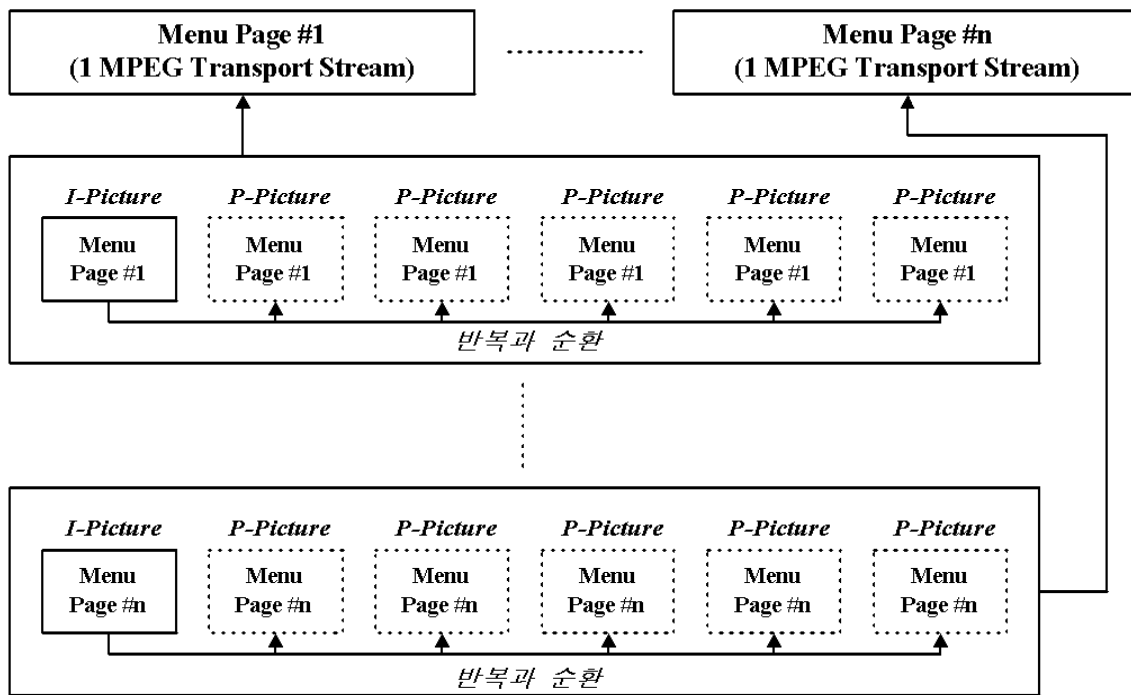 Menu Page #1
(1 MPEG Transport Stream)
Menu Page #n
(1 MPEG Transport Stream)
I-Picture P-Picture P-Picture P-Picture P-Picture P-Picture
Menu Menu Menu Menu Menu Menu
Page #1 Page #1 Page #1 Page #1 Page #1 Page #1
반복과 순환
I-Picture P-Picture P-Picture P-Picture P-Picture P-Picture
Menu Menu Menu Menu Menu Menu
Page #n Page #n Page #n Page #n Page #n Page #n
반복과 순환